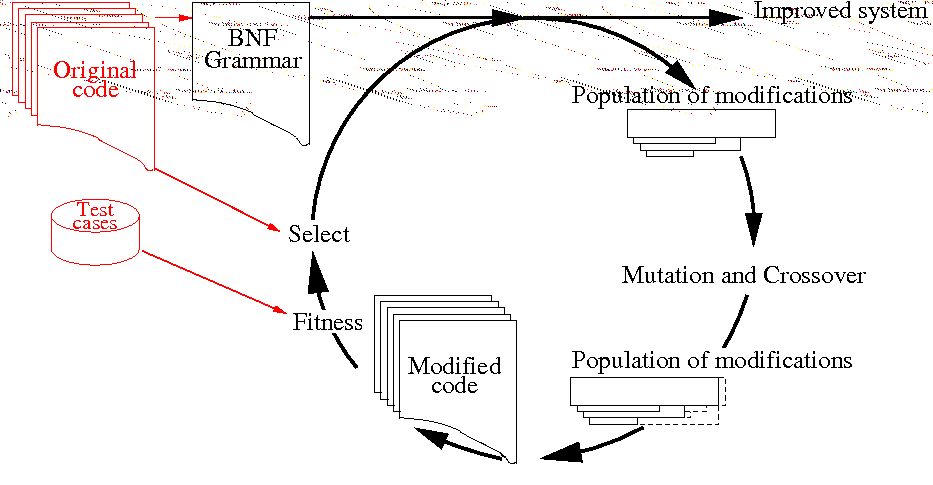 Improved system
BNF
Grammar
Original
code
Population of modifications
Test
cases
Select
Mutation and Crossover
Fitness
Modified
code
Population of modifications